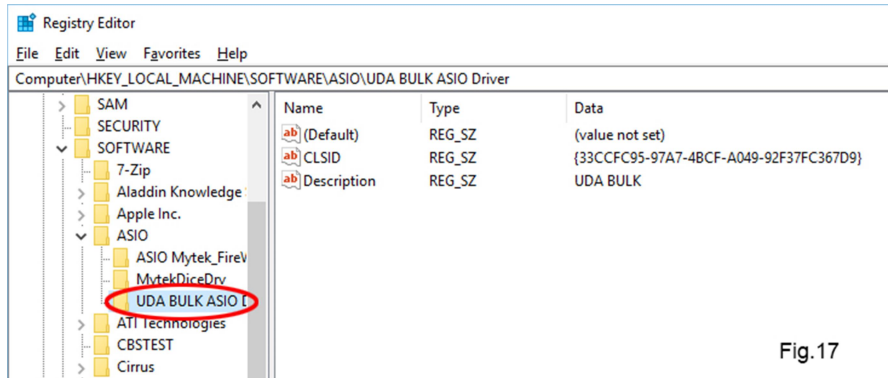 Registry Editor
File Edit View Favorites Help
Computer\HKEY_LOCAL_MACHINE\SOFTWARE\ASIO\UDA BULK ASIO Driver
SAM
SECURITY
SOFTWARE
7-Zip
Aladdin Knowledge
Apple Inc.
ASIO
ASIO Mytek_FireW
MytekDiceDrv
UDA BULK ASIO D
ATI Technologies
CBSTEST
Cirrus
Name Type Data
(Default) REG_SZ (value not set)
CLSID REG_SZ {33CCFC95-97A7-4BCF-A049-92F37FC367D9}
Description REG_SZ UDA BULK
Fig.17